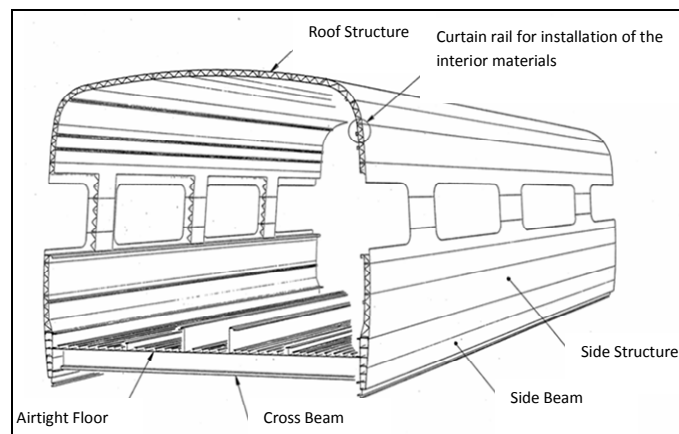 Roof Structure
Curtain rail for installation of the
interior materials
Side Structure
Side Beam
Airtight Floor
Cross Beam